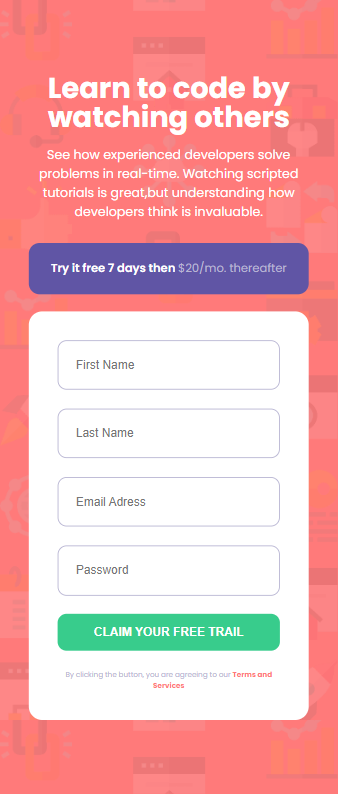 Learn to code by
watching others
See how experienced developers solve
problems in real-time. Watching scripted
tutorials is great,but understanding how
developers think is invaluable.
Try it free 7 days then $20/mo. thereafter
First Name
Last Name
Email Adress
Password
CLAIM YOUR FREE TRAIL
By clicking the button, you are agreeing to our Terms and
Services